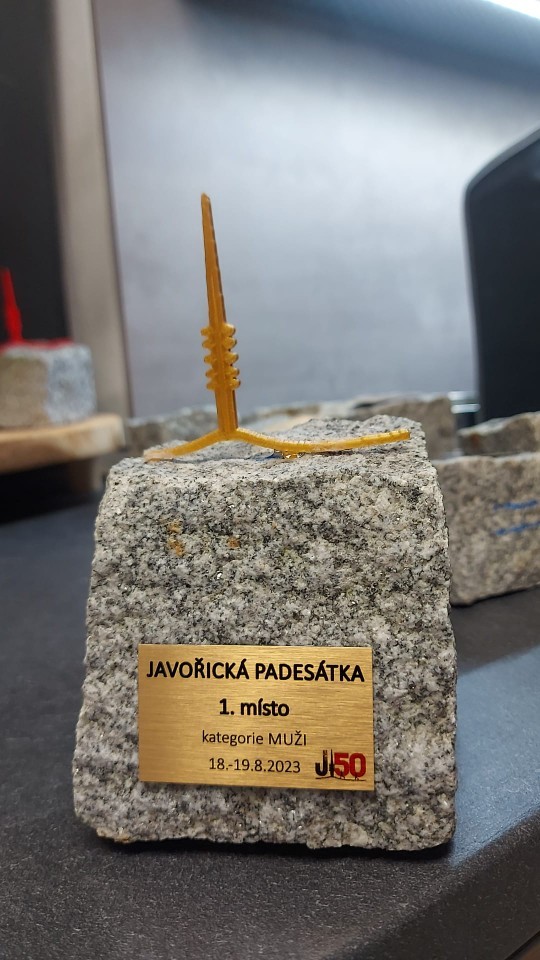 JAVOŘICKÁ PADESÁTKA
1. místo
kategorie MUŽI
18.-19.8.2023
J50